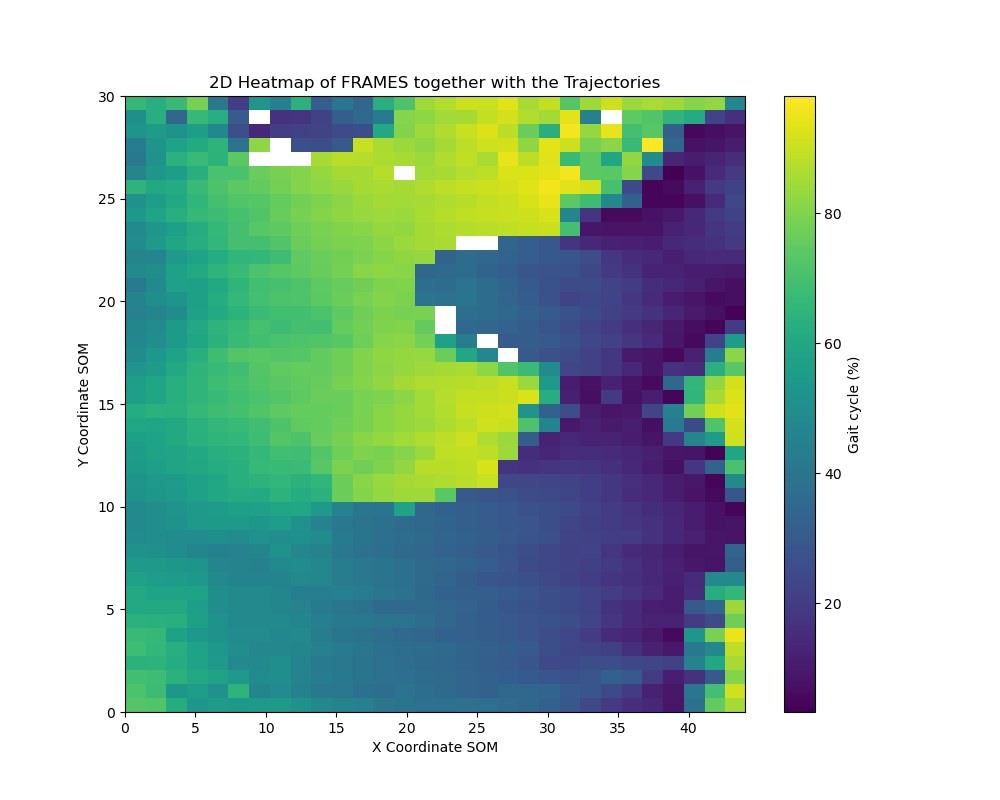 2D Heatmap of FRAMES together with the Trajectories
30
25
20
15
10
5
0
Y Coordinate SOM
0 5 10 15 20 25 30 35 40
X Coordinate SOM
80
60
40
20
Gait cycle (%)